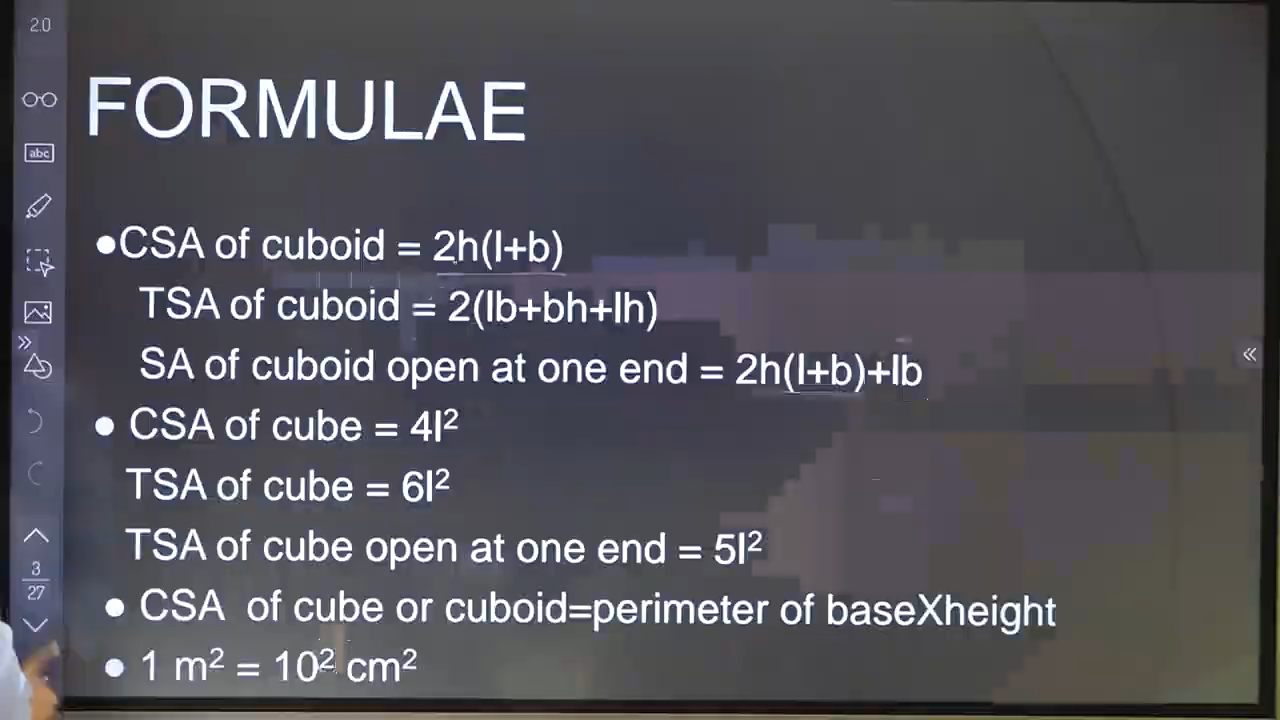 2.0
abc
FORMULAE
●CSA of cuboid = 2h(l+b)
TSA of cuboid = 2(lb+bh+lh)
SA of cuboid open at one end = 2h(l+b)+lb
● CSA of cube = 4l²
TSA of cube = 6l²
TSA of cube open at one end = 5l²
● CSA of cube or cuboid=perimeter of baseXheight
● 1 m² = 10² cm²
3
27